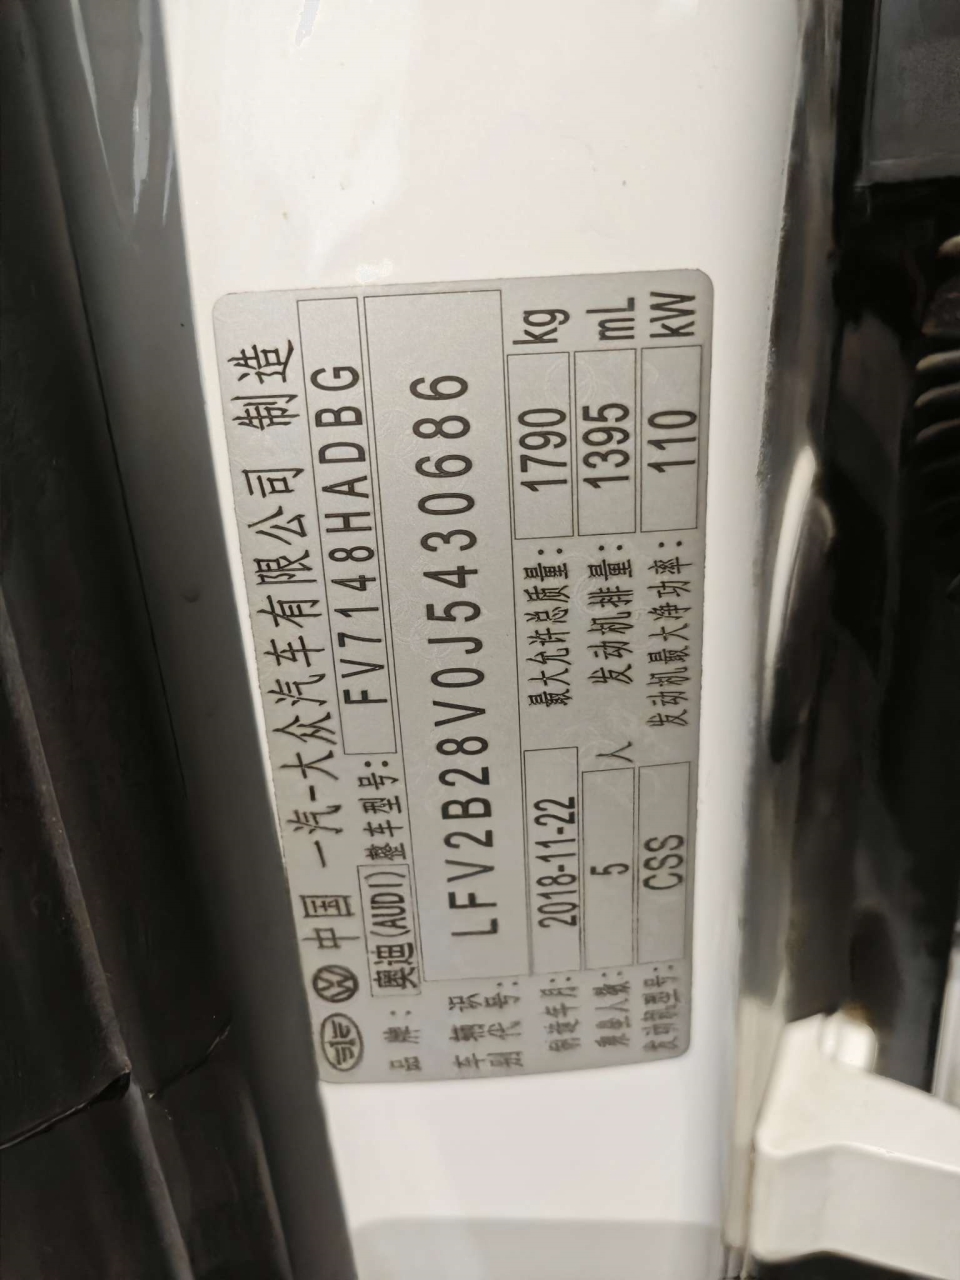 中国 一汽-大众汽车有限公司 制造
品牌: 奥迪(AUDI) 整车型号: FV7148HADBG
车辆识别代号: LFV2B28V0J5430686
制造年月: 2018-11-22 最大允许总质量: 1790 kg
乘坐人数: 5 人 发动机排量: 1395 mL
发动机型号: CSS 发动机最大净功率: 110 kW